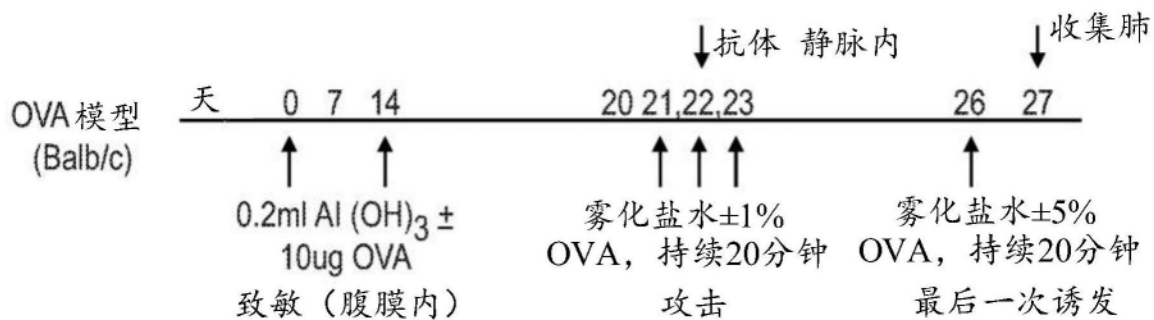 抗体 静脉内
收集肺
OVA模型
(Balb/c)
天 0 7 14 20 21,22,23 26 27
0.2ml Al (OH)3 ±
10ug OVA
致敏（腹膜内）
雾化盐水±1%
OVA，持续20分钟
攻击
雾化盐水±5%
OVA，持续20分钟
最后一次诱发